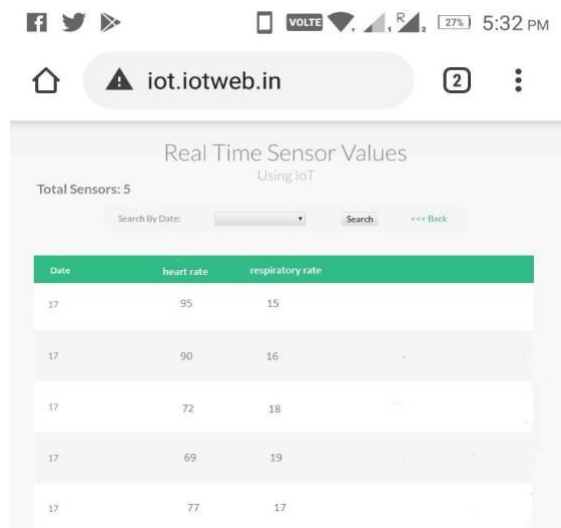 VOLTE R 2 27% 5:32 PM
iot.iotweb.in 2
Real Time Sensor Values
Using IoT
Total Sensors: 5
Search By Date: Search <<< Back
Date heart rate respiratory rate
17 95 15
17 90 16
17 72 18
17 69 19
17 77 17